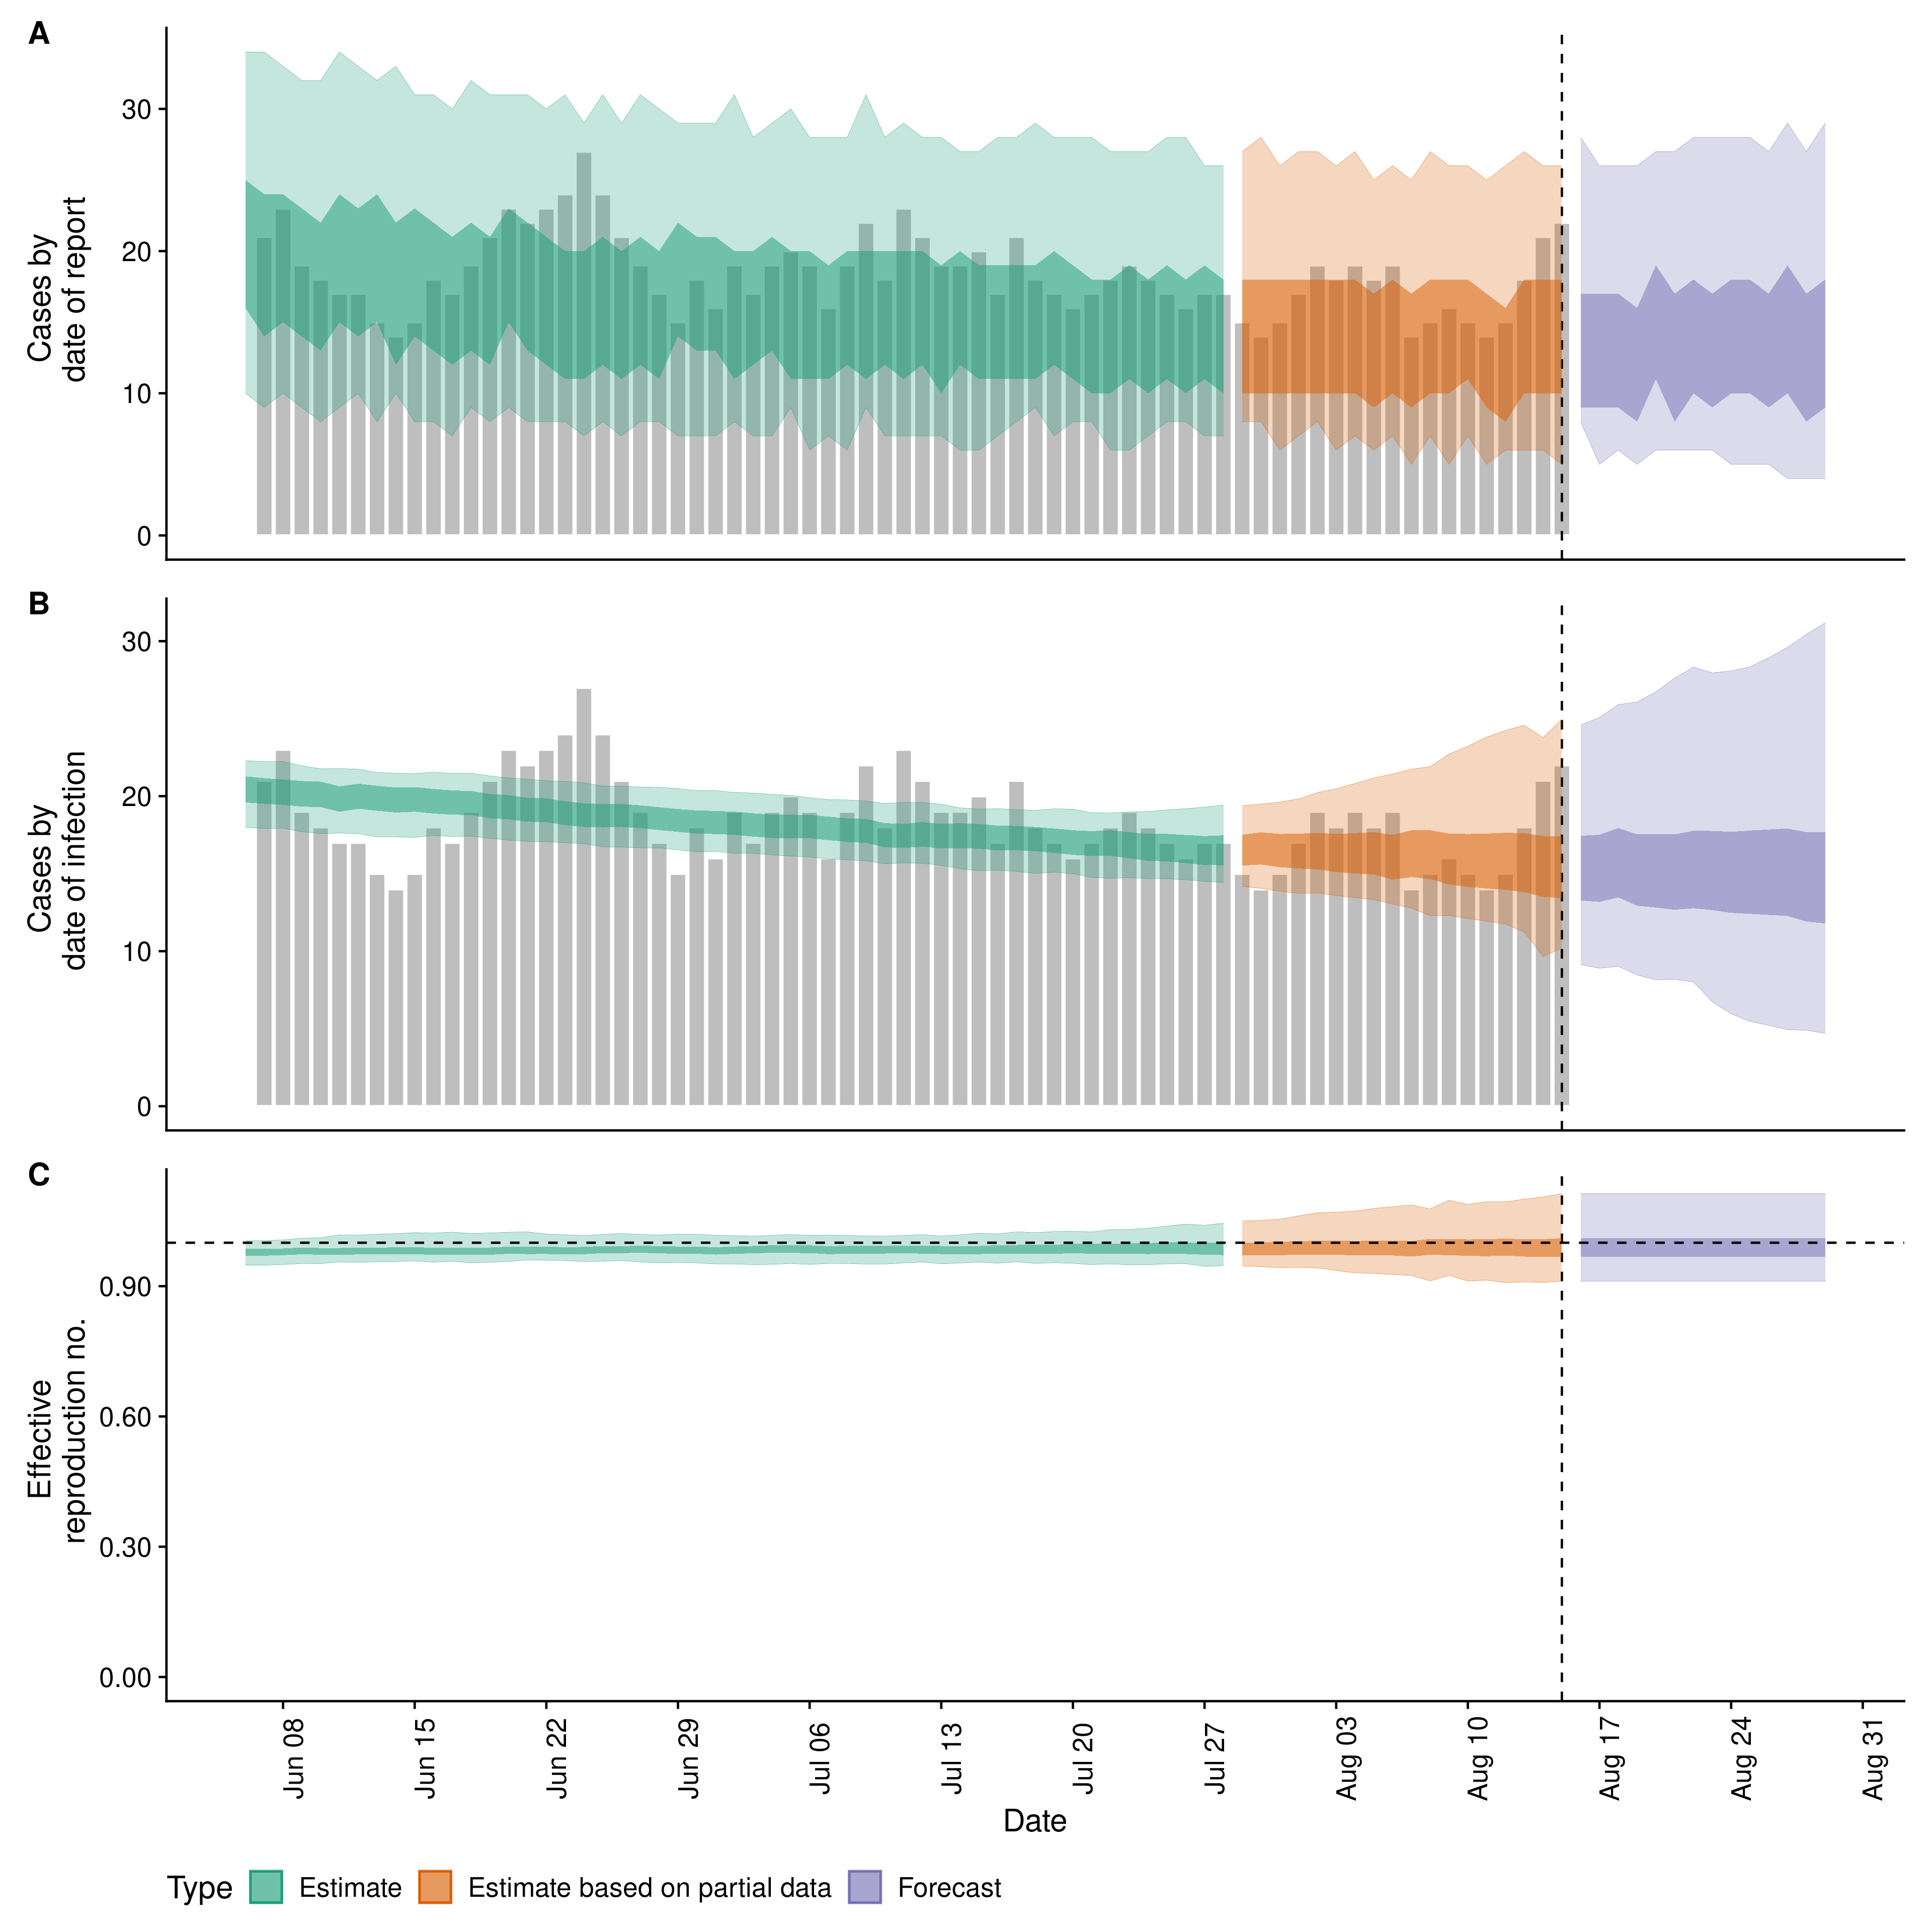 A
30
20
10
0
Cases by
date of report
B
30
20
10
0
Cases by
date of infection
C
0.90
0.60
0.30
0.00
Effective
reproduction no.
Jun 08
Jun 15
Jun 22
Jun 29
Jul 06
Jul 13
Jul 20
Jul 27
Aug 03
Aug 10
Aug 17
Aug 24
Aug 31
Date
Type Estimate Estimate based on partial data Forecast